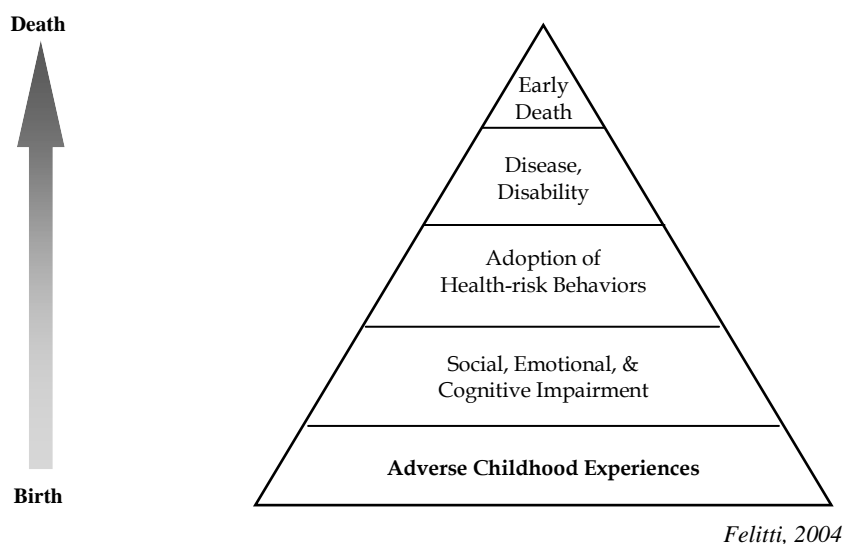 Death
Early
Death
Disease,
Disability
Adoption of
Health-risk Behaviors
Social, Emotional, &
Cognitive Impairment
Adverse Childhood Experiences
Birth
Felitti, 2004